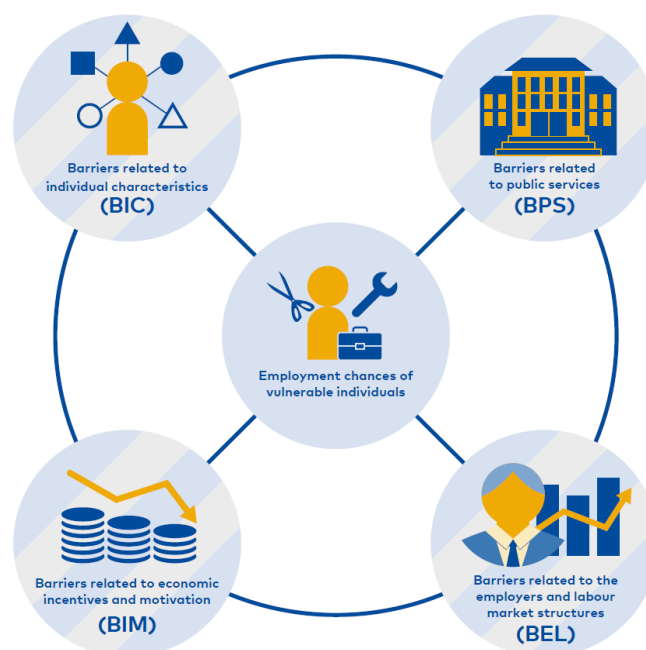 Barriers related to
individual characteristics
(BIC)
Barriers related
to public services
(BPS)
Employment chances of
vulnerable individuals
Barriers related to economic
incentives and motivation
(BIM)
Barriers related to the
employers and labour
market structures
(BEL)